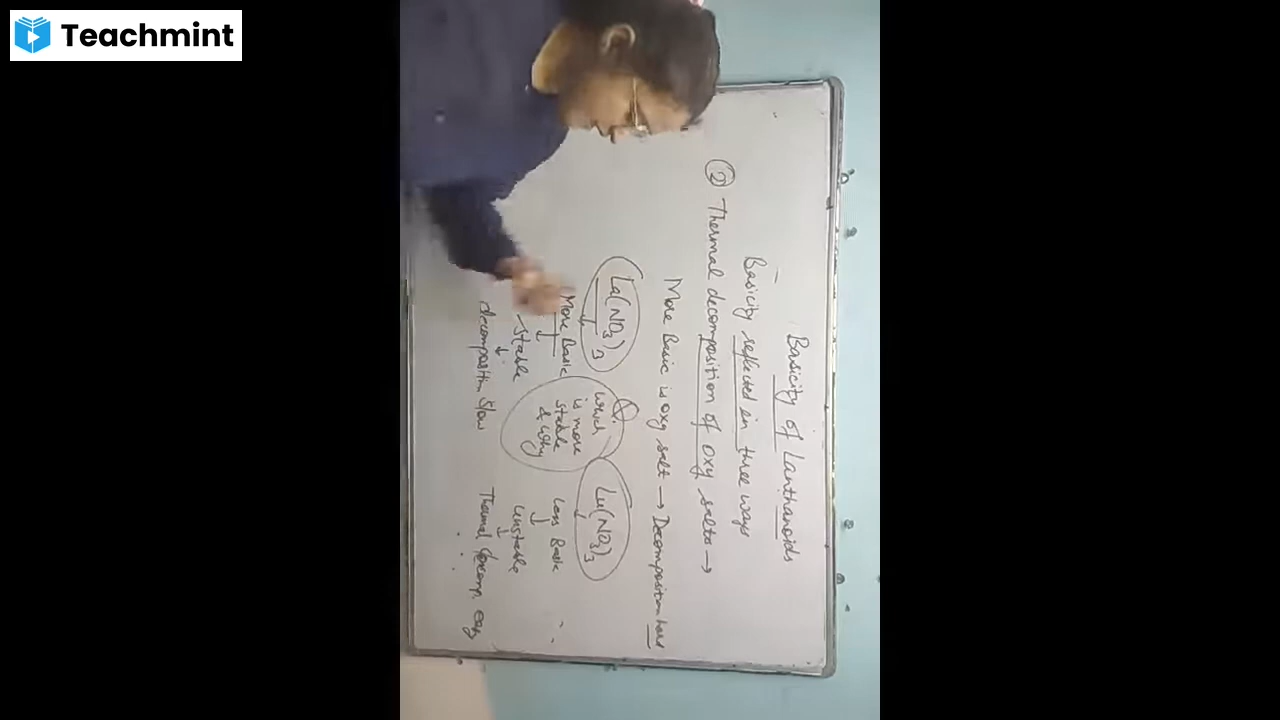 Teachmint
Basicity of Lanthanoids
Basicity reflected in three ways
② Thermal decomposition of oxy salts →
More Basic is oxy salt → Decomposition hard
La(NO₃)₃
↓
More Basic
↓
Stable
↓
decomposition slow
Q.
Which
is more
stable
& why
Lu(NO₃)₃
↓
Less Basic
↓
Unstable
↓
Thermal decomp. easy